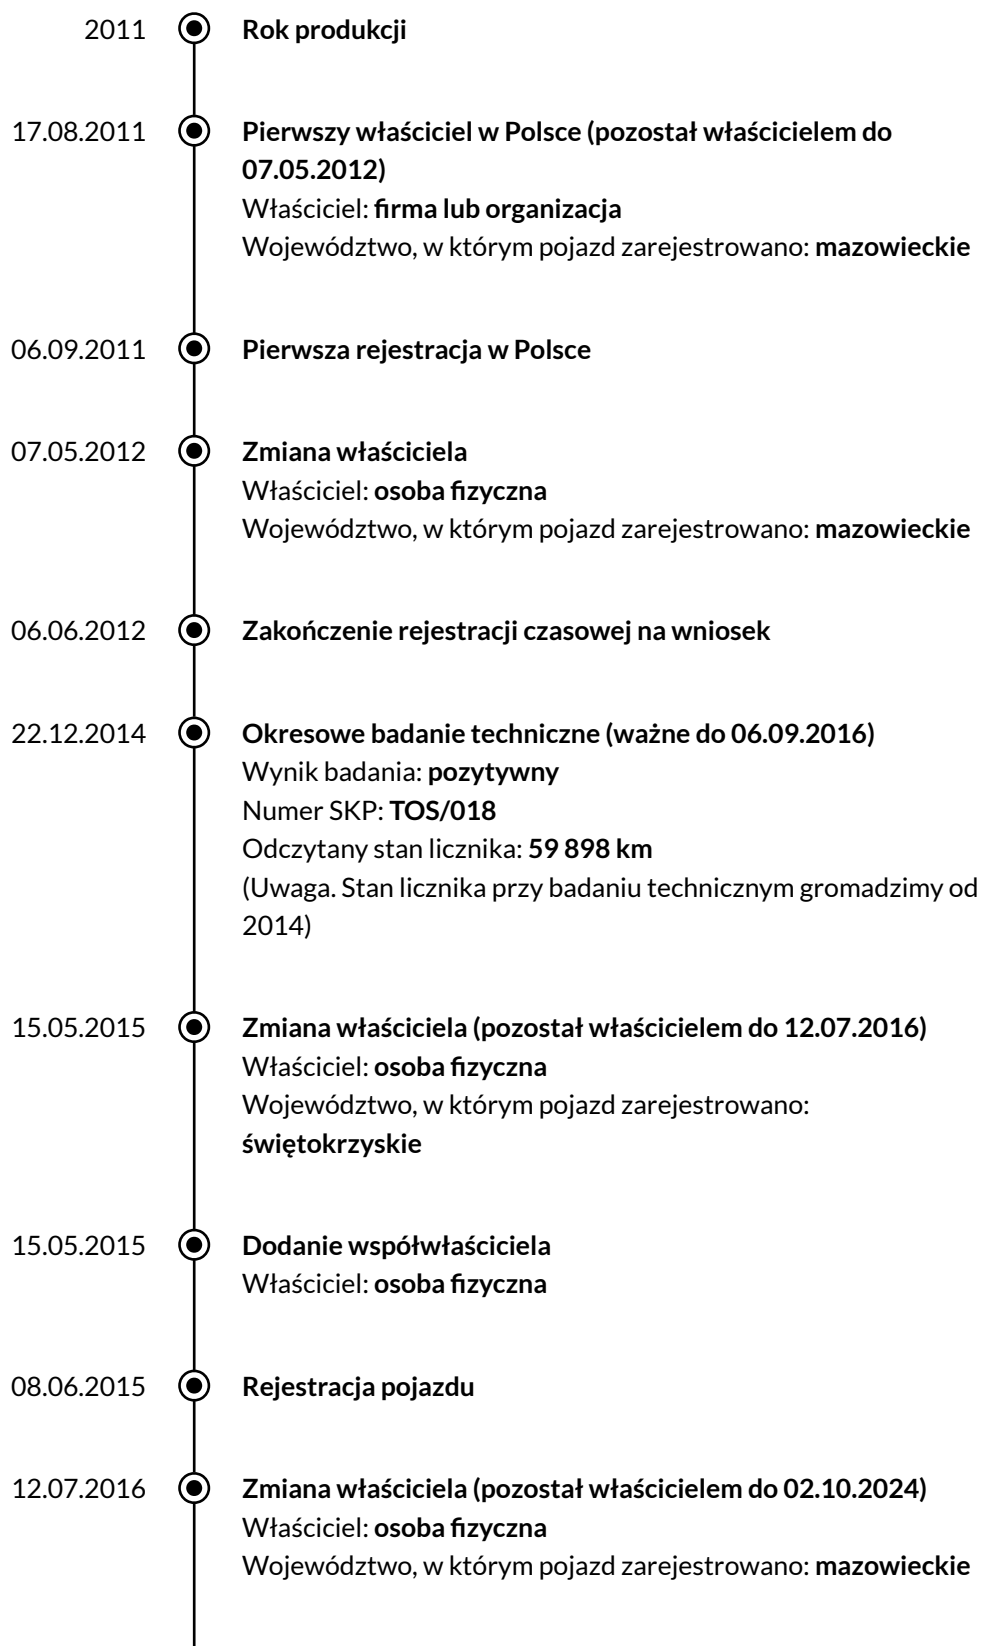 2011 Rok produkcji
17.08.2011 Pierwszy właściciel w Polsce (pozostał właścicielem do
07.05.2012)
Właściciel: firma lub organizacja
Województwo, w którym pojazd zarejestrowano: mazowieckie
06.09.2011 Pierwsza rejestracja w Polsce
07.05.2012 Zmiana właściciela
Właściciel: osoba fizyczna
Województwo, w którym pojazd zarejestrowano: mazowieckie
06.06.2012 Zakończenie rejestracji czasowej na wniosek
22.12.2014 Okresowe badanie techniczne (ważne do 06.09.2016)
Wynik badania: pozytywny
Numer SKP: TOS/018
Odczytany stan licznika: 59 898 km
(Uwaga. Stan licznika przy badaniu technicznym gromadzimy od
2014)
15.05.2015 Zmiana właściciela (pozostał właścicielem do 12.07.2016)
Właściciel: osoba fizyczna
Województwo, w którym pojazd zarejestrowano:
świętokrzyskie
15.05.2015 Dodanie współwłaściciela
Właściciel: osoba fizyczna
08.06.2015 Rejestracja pojazdu
12.07.2016 Zmiana właściciela (pozostał właścicielem do 02.10.2024)
Właściciel: osoba fizyczna
Województwo, w którym pojazd zarejestrowano: mazowieckie